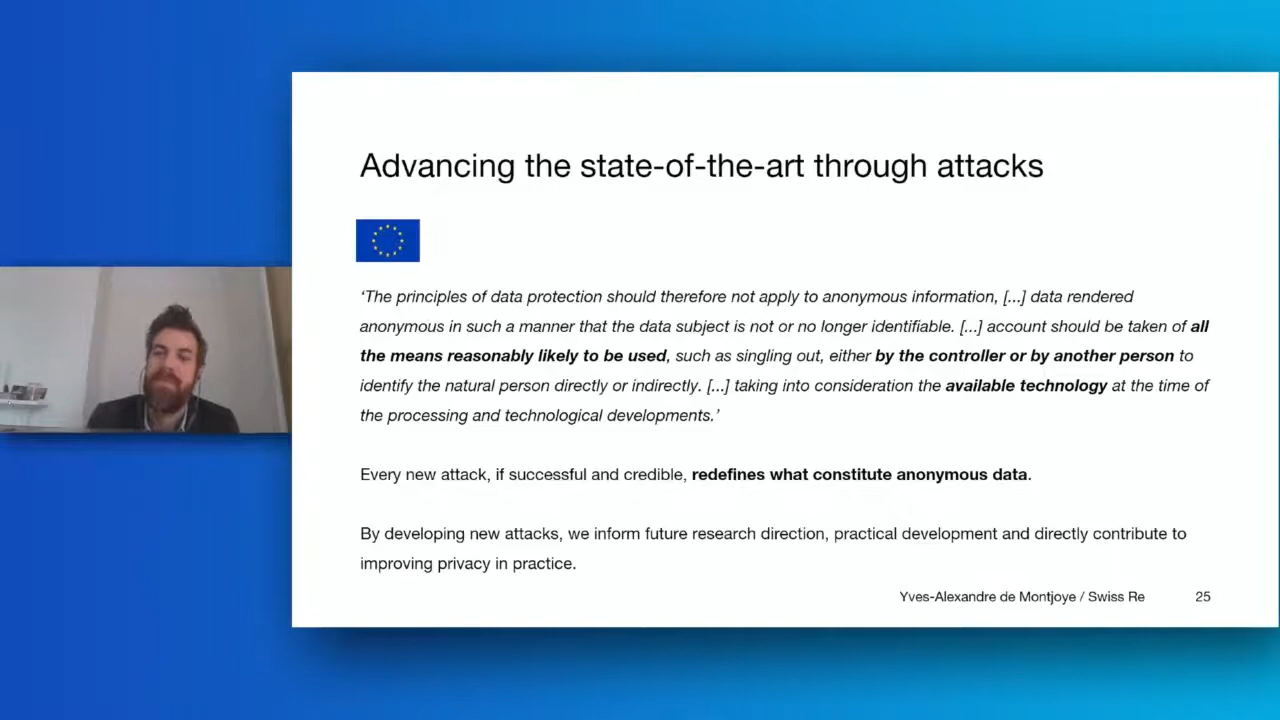 Advancing the state-of-the-art through attacks
‘The principles of data protection should therefore not apply to anonymous information, [...] data rendered
anonymous in such a manner that the data subject is not or no longer identifiable. [...] account should be taken of all
the means reasonably likely to be used, such as singling out, either by the controller or by another person to
identify the natural person directly or indirectly. [...] taking into consideration the available technology at the time of
the processing and technological developments.’
Every new attack, if successful and credible, redefines what constitute anonymous data.
By developing new attacks, we inform future research direction, practical development and directly contribute to
improving privacy in practice.
Yves-Alexandre de Montjoye / Swiss Re 25